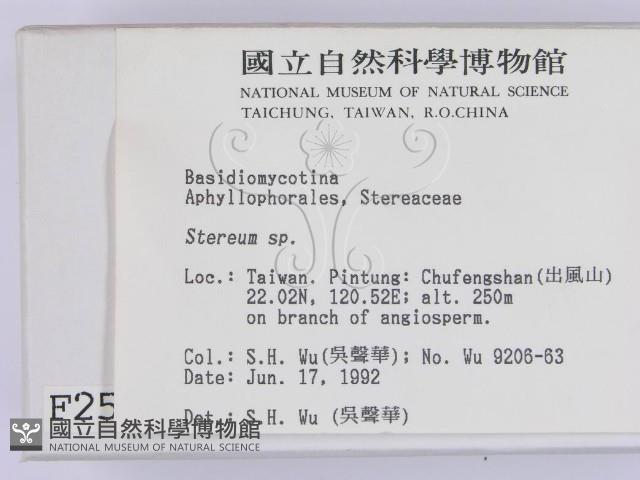 國立自然科學博物館
NATIONAL MUSEUM OF NATURAL SCIENCE
TAICHUNG, TAIWAN, R.O.CHINA
Basidiomycotina
Aphyllophorales, Stereaceae
Stereum sp.
Loc.: Taiwan. Pintung: Chufengshan(出風山)
22.02N, 120.52E; alt. 250m
on branch of angiosperm.
Col.: S.H. Wu(吳聲華); No. Wu 9206-63
Date: Jun. 17, 1992
Det.: S.H. Wu (吳聲華)
F25
國立自然科學博物館
NATIONAL MUSEUM OF NATURAL SCIENCE